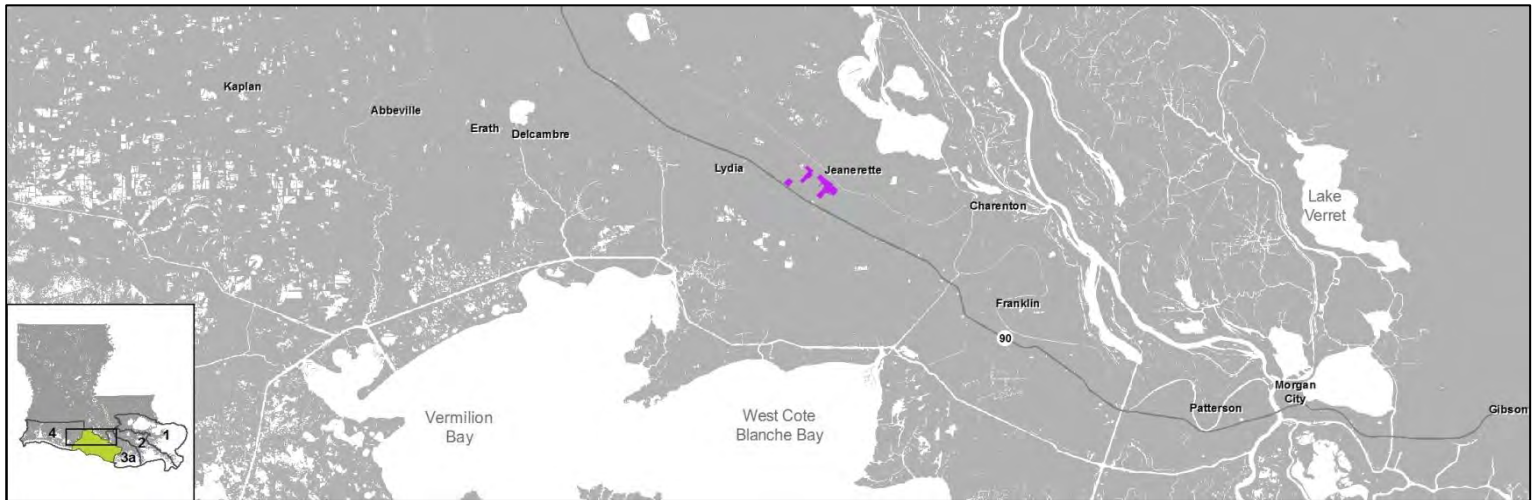 Kaplan
Abbeville
Erath
Delcambre
Lydia
Jeanerette
Charenton
Lake
Verret
Franklin
90
Vermilion
Bay
West Cote
Blanche Bay
Patterson
Morgan
City
Gibson
4
1
2
3a